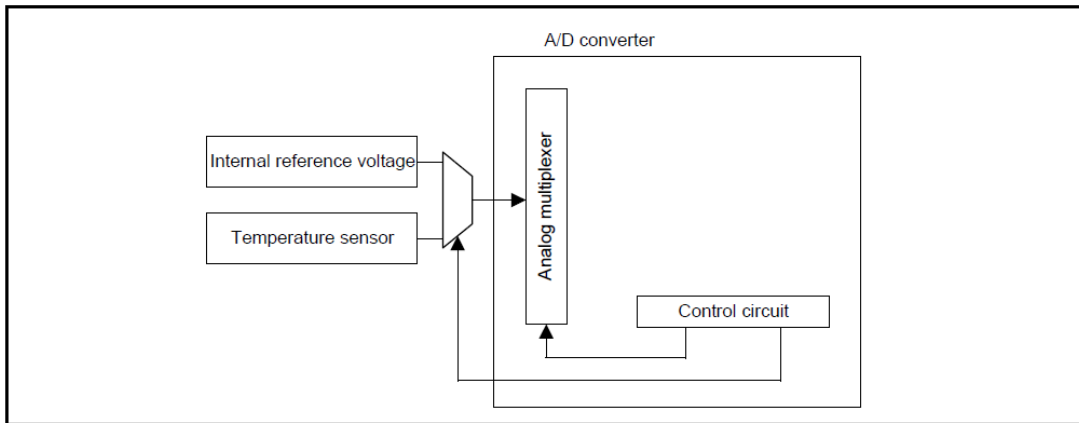 A/D converter
Internal reference voltage
Temperature sensor
Analog multiplexer
Control circuit